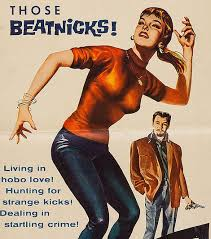 THOSE
BEATNICKS!
Living in
hobo love!
Hunting for
strange kicks!
Dealing in
startling crime!